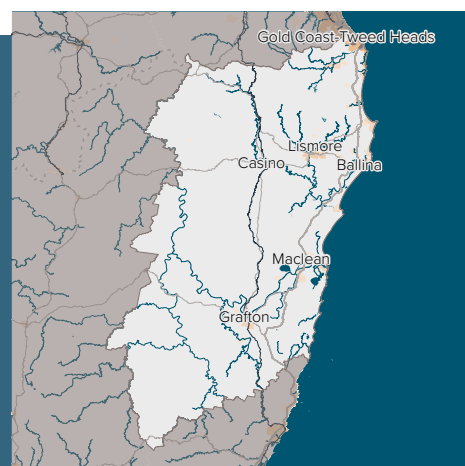 Gold Coast-Tweed Heads
Lismore
Casino
Ballina
Maclean
Grafton